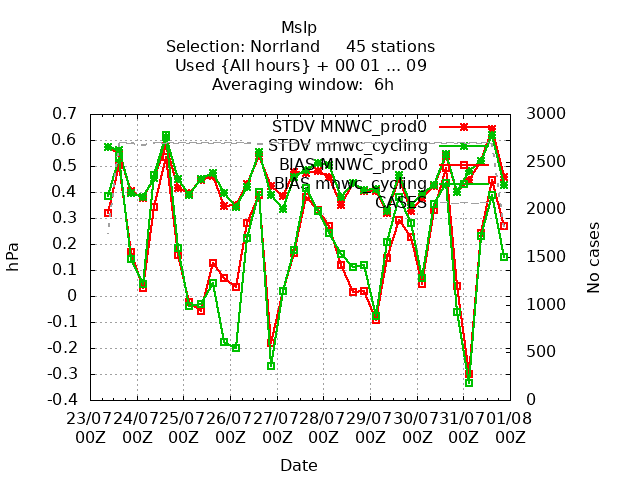 Mslp
Selection: Norrland     45 stations
Used {All hours} + 00 01 ... 09
Averaging window:  6h
0.7
0.6
0.5
0.4
0.3
0.2
0.1
0
-0.1
-0.2
-0.3
-0.4
hPa
3000
2500
2000
1500
1000
500
0
No cases
STDV MNWC_prod0
STDV mnwc_cycling
BIAS MNWC_prod0
BIAS mnwc_cycling
CASES
23/07 24/07 25/07 26/07 27/07 28/07 29/07 30/07 31/07 01/08
00Z 00Z 00Z 00Z 00Z 00Z 00Z 00Z 00Z 00Z
Date